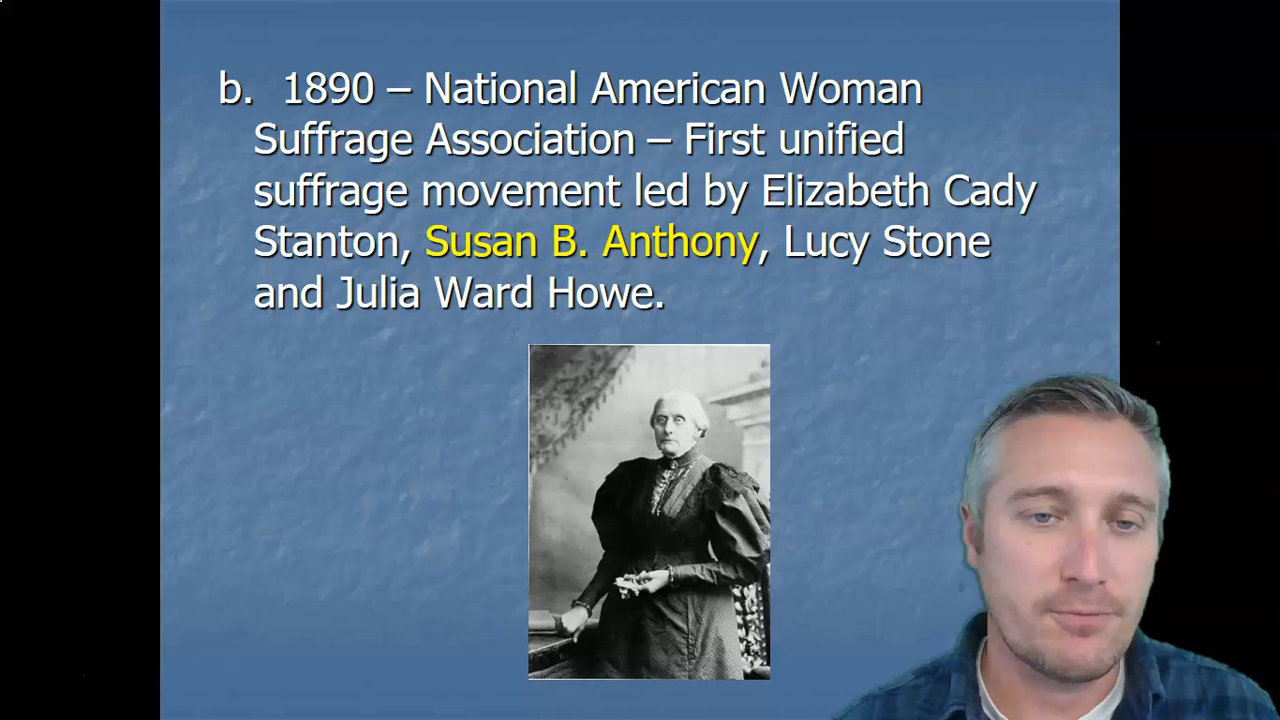 b. 1890 – National American Woman
Suffrage Association – First unified
suffrage movement led by Elizabeth Cady
Stanton, Susan B. Anthony, Lucy Stone
and Julia Ward Howe.